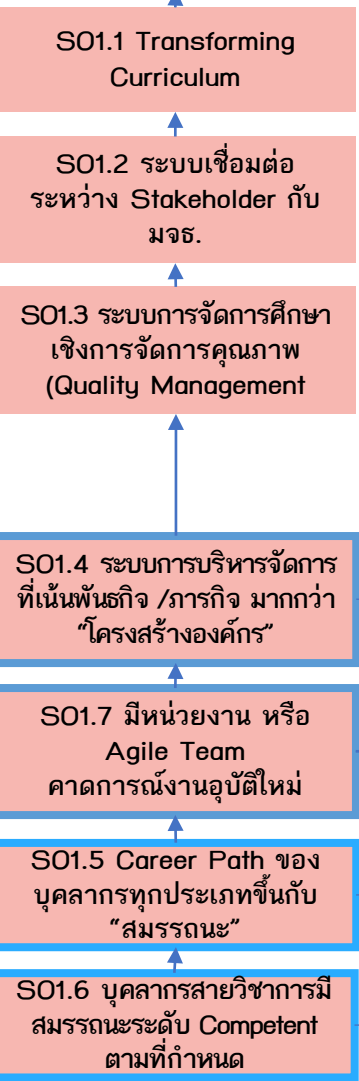 SO1.1 Transforming
Curriculum
SO1.2 ระบบเชื่อมต่อ
ระหว่าง Stakeholder กับ
มจธ.
SO1.3 ระบบการจัดการศึกษา
เชิงการจัดการคุณภาพ
(Quality Management
SO1.4 ระบบการบริหารจัดการ
ที่เน้นพันธกิจ /ภารกิจ มากกว่า
“โครงสร้างองค์กร”
SO1.7 มีหน่วยงาน หรือ
Agile Team
คาดการณ์งานอุบัติใหม่
SO1.5 Career Path ของ
บุคลากรทุกประเภทขึ้นกับ
“สมรรถนะ”
SO1.6 บุคลากรสายวิชาการมี
สมรรถนะระดับ Competent
ตามที่กำหนด